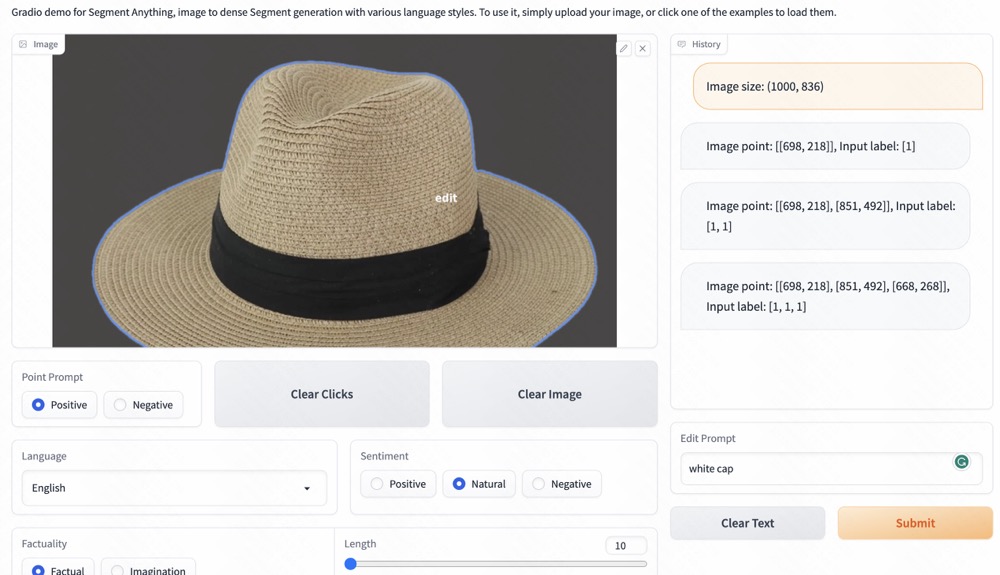 Gradio demo for Segment Anything, image to dense Segment generation with various language styles. To use it, simply upload your image, or click one of the examples to load them.
Image
edit
Point Prompt
Positive
Negative
Clear Clicks
Clear Image
Language
English
Sentiment
Positive
Natural
Negative
Factuality
Factual
Imagination
Length
10
History
Image size: (1000, 836)
Image point: [[698, 218]], Input label: [1]
Image point: [[698, 218], [851, 492]], Input label:
[1, 1]
Image point: [[698, 218], [851, 492], [668, 268]],
Input label: [1, 1, 1]
Edit Prompt
white cap
Clear Text
Submit